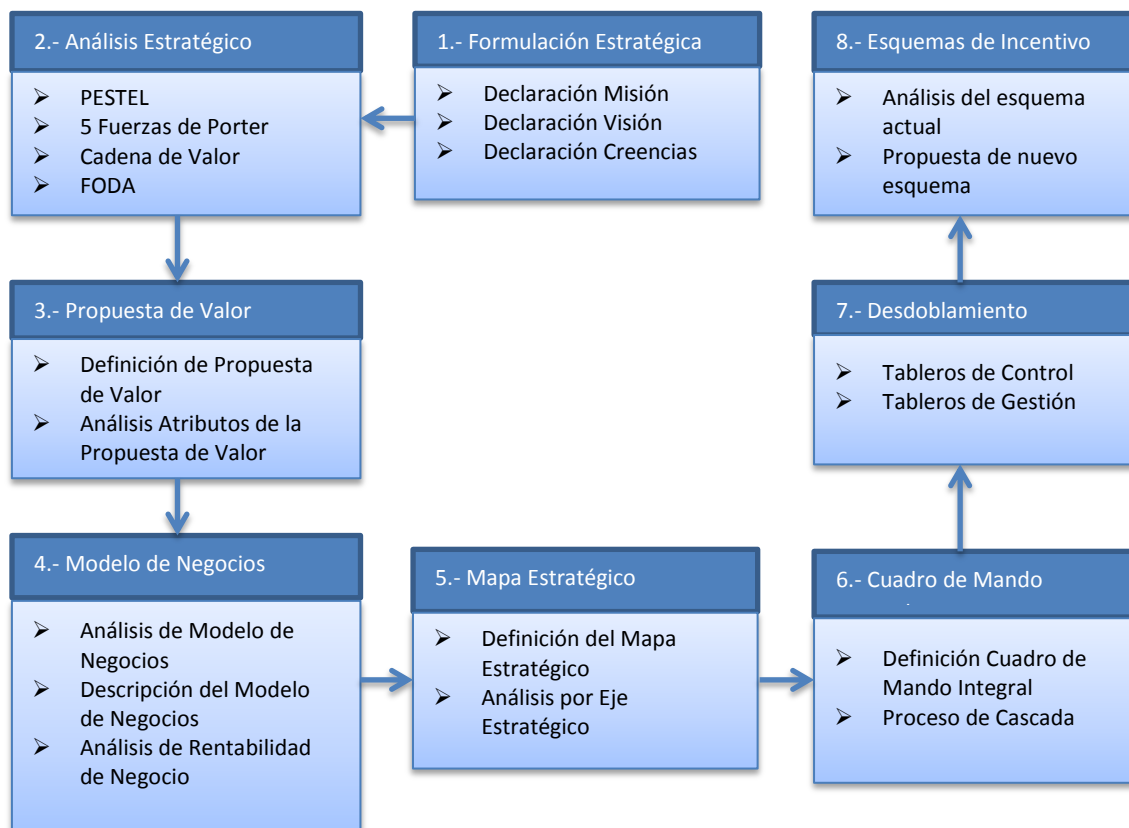 2.- Análisis Estratégico
➢ PESTEL
➢ 5 Fuerzas de Porter
➢ Cadena de Valor
➢ FODA
1.- Formulación Estratégica
➢ Declaración Misión
➢ Declaración Visión
➢ Declaración Creencias
8.- Esquemas de Incentivo
➢ Análisis del esquema
actual
➢ Propuesta de nuevo
esquema
3.- Propuesta de Valor
➢ Definición de Propuesta
de Valor
➢ Análisis Atributos de la
Propuesta de Valor
7.- Desdoblamiento
➢ Tableros de Control
➢ Tableros de Gestión
4.- Modelo de Negocios
➢ Análisis de Modelo de
Negocios
➢ Descripción del Modelo
de Negocios
➢ Análisis de Rentabilidad
de Negocio
5.- Mapa Estratégico
➢ Definición del Mapa
Estratégico
➢ Análisis por Eje
Estratégico
6.- Cuadro de Mando
➢ Definición Cuadro de
Mando Integral
➢ Proceso de Cascada